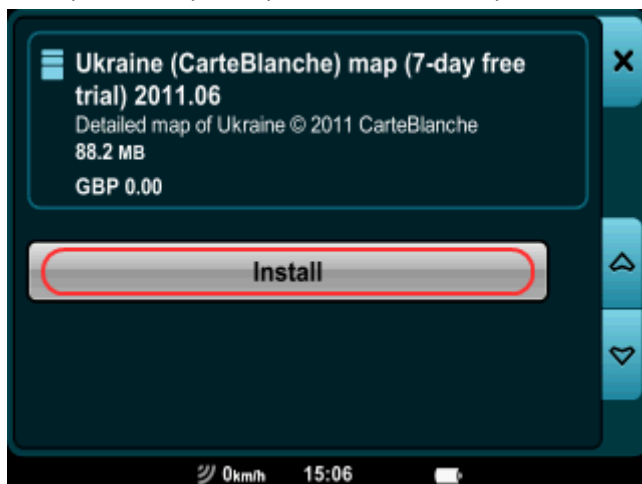 Ukraine (CarteBlanche) map (7-day free
trial) 2011.06
Detailed map of Ukraine © 2011 CarteBlanche
88.2 MB
GBP 0.00
Install
0km/h 15:06